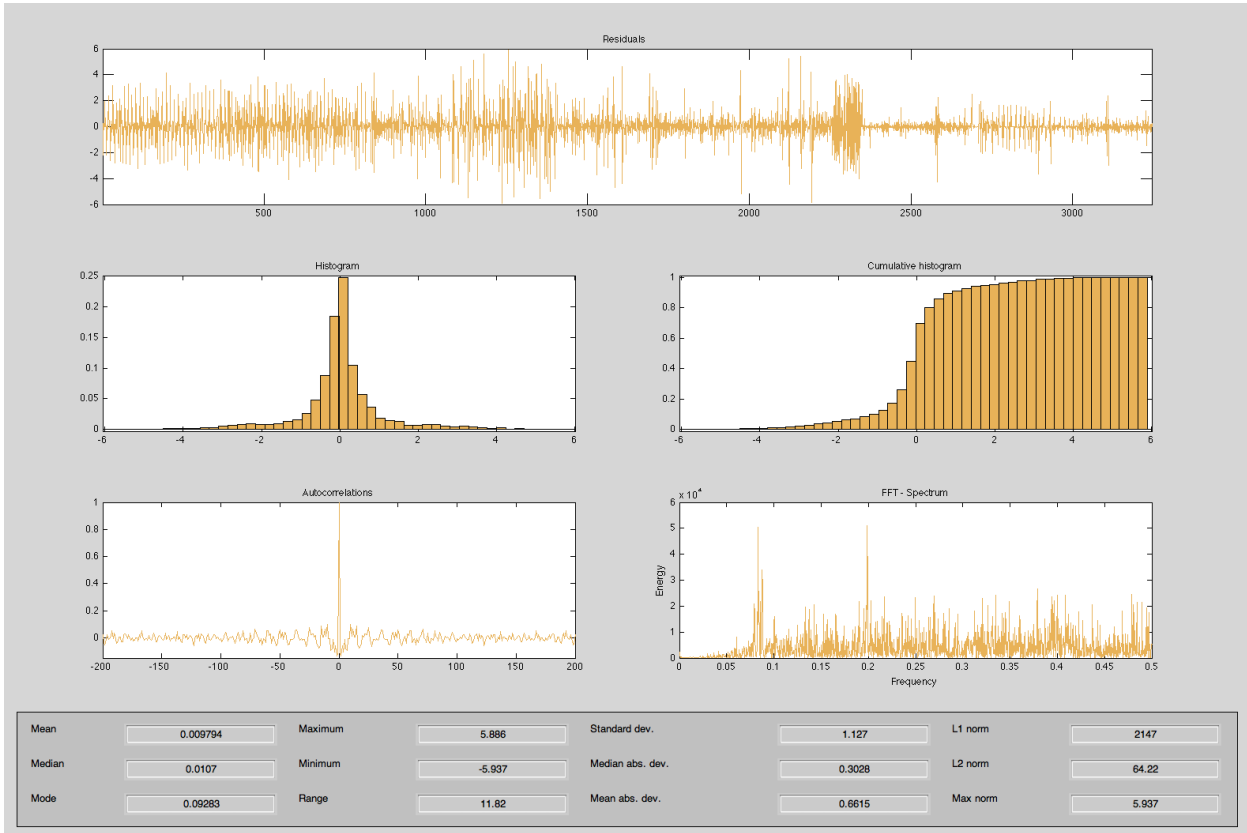 Residuals
6
4
2
0
-2
-4
-6
500 1000 1500 2000 2500 3000
Histogram
0.25
0.2
0.15
0.1
0.05
0
-6 -4 -2 0 2 4 6
Cumulative histogram
1
0.8
0.6
0.4
0.2
0
-6 -4 -2 0 2 4 6
Autocorrelations
1
0.8
0.6
0.4
0.2
0
-200 -150 -100 -50 0 50 100 150 200
FFT - Spectrum
x 10^4
6
5
4
3
2
1
0
Energy
0 0.05 0.1 0.15 0.2 0.25 0.3 0.35 0.4 0.45 0.5
Frequency
Mean 0.009794 Maximum 5.886 Standard dev. 1.127 L1 norm 2147
Median 0.0107 Minimum -5.937 Median abs. dev. 0.3028 L2 norm 64.22
Mode 0.09283 Range 11.82 Mean abs. dev. 0.6615 Max norm 5.937